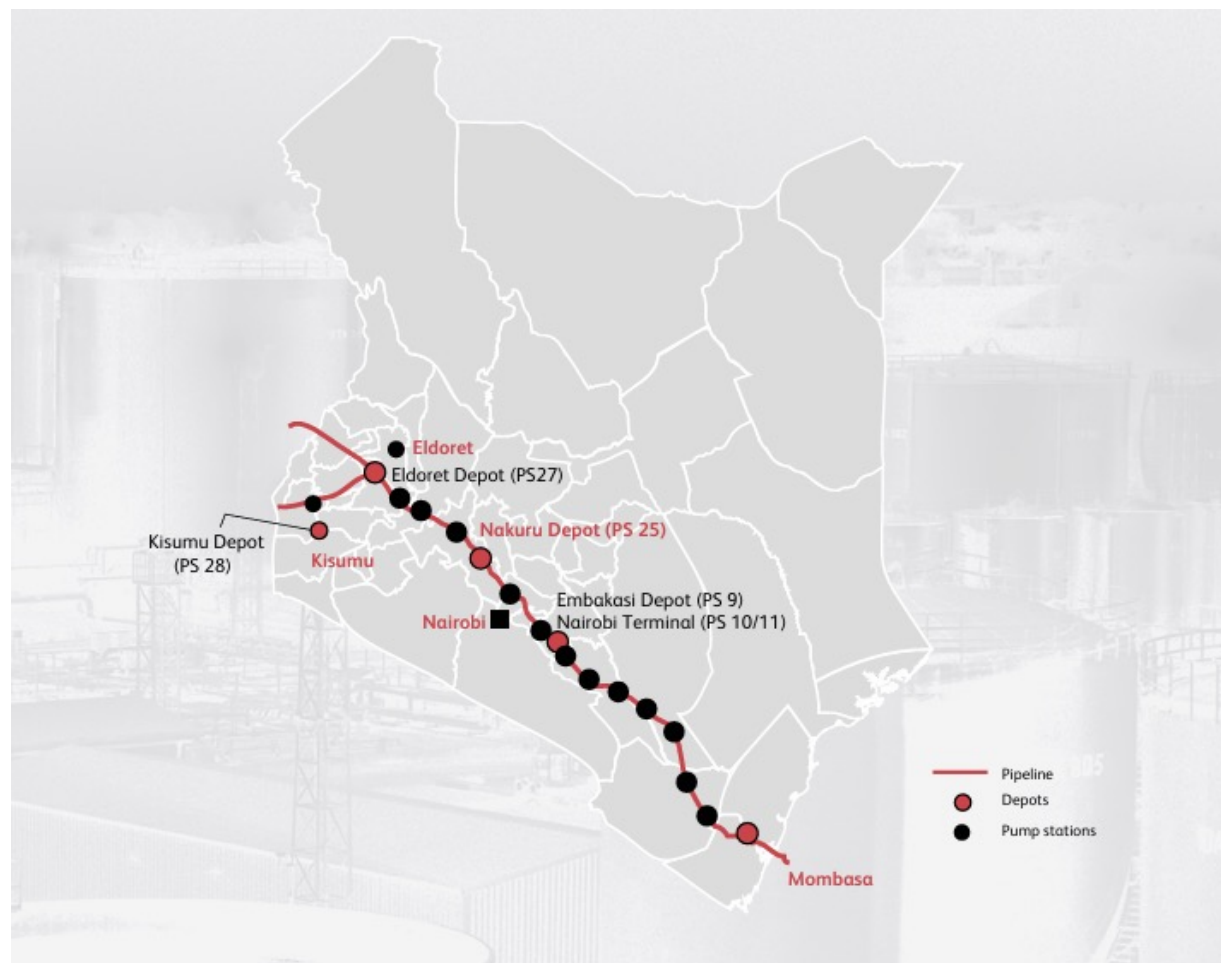 Eldoret
Eldoret Depot (PS27)
Nakuru Depot (PS 25)
Kisumu Depot
(PS 28)
Kisumu
Embakasi Depot (PS 9)
Nairobi
Nairobi Terminal (PS 10/11)
Pipeline
Depots
Pump stations
Mombasa